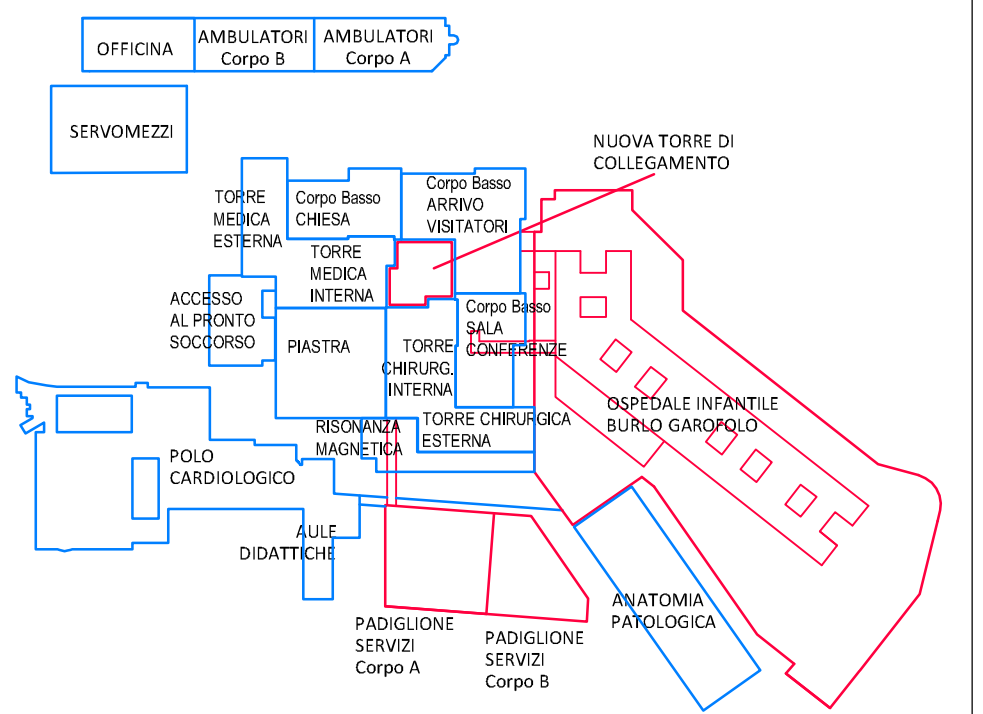 OFFICINA
AMBULATORI
Corpo B
AMBULATORI
Corpo A
SERVOMEZZI
NUOVA TORRE DI
COLLEGAMENTO
TORRE
MEDICA
ESTERNA
Corpo Basso
CHIESA
Corpo Basso
ARRIVO
VISITATORI
TORRE
MEDICA
INTERNA
ACCESSO
AL PRONTO
SOCCORSO
PIASTRA
Corpo Basso
SALA
CONFERENZE
TORRE
CHIRURG.
INTERNA
OSPEDALE INFANTILE
BURLO GAROFOLO
RISONANZA
MAGNETICA
TORRE CHIRURGICA
ESTERNA
POLO
CARDIOLOGICO
AULE
DIDATTICHE
ANATOMIA
PATOLOGICA
PADIGLIONE
SERVIZI
Corpo A
PADIGLIONE
SERVIZI
Corpo B